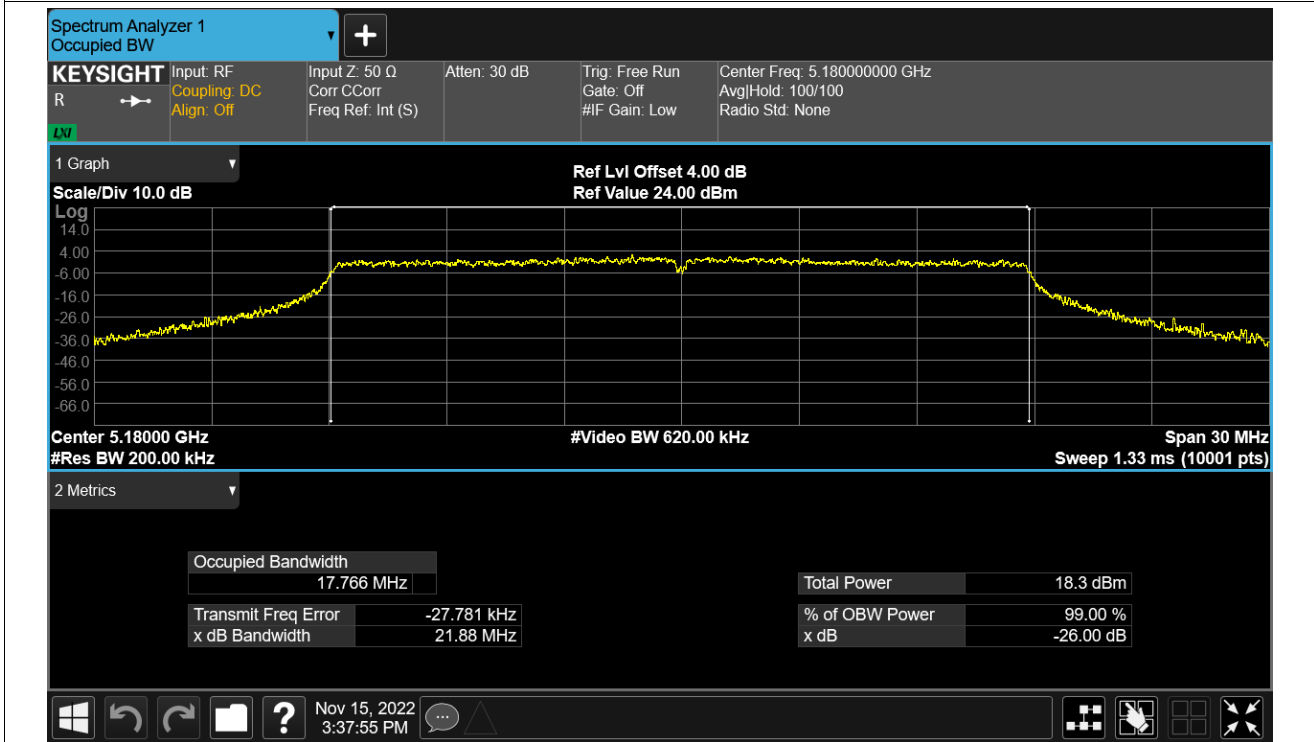 Spectrum Analyzer 1
Occupied BW
▼
+
KEYSIGHT
R
LXI
Input: RF
Coupling: DC
Align: Off
Input Z: 50 Ω
Corr CCorr
Freq Ref: Int (S)
Atten: 30 dB
Trig: Free Run
Gate: Off
#IF Gain: Low
Center Freq: 5.180000000 GHz
Avg|Hold: 100/100
Radio Std: None
1 Graph ▼
Ref Lvl Offset 4.00 dB
Scale/Div 10.0 dB
Ref Value 24.00 dBm
Log
14.0
4.00
-6.00
-16.0
-26.0
-36.0
-46.0
-56.0
-66.0
Center 5.18000 GHz
#Video BW 620.00 kHz
Span 30 MHz
#Res BW 200.00 kHz
Sweep 1.33 ms (10001 pts)
2 Metrics ▼
Occupied Bandwidth
17.766 MHz
Total Power 18.3 dBm
Transmit Freq Error -27.781 kHz
% of OBW Power 99.00 %
x dB Bandwidth 21.88 MHz
x dB -26.00 dB
?
Nov 15, 2022
3:37:55 PM